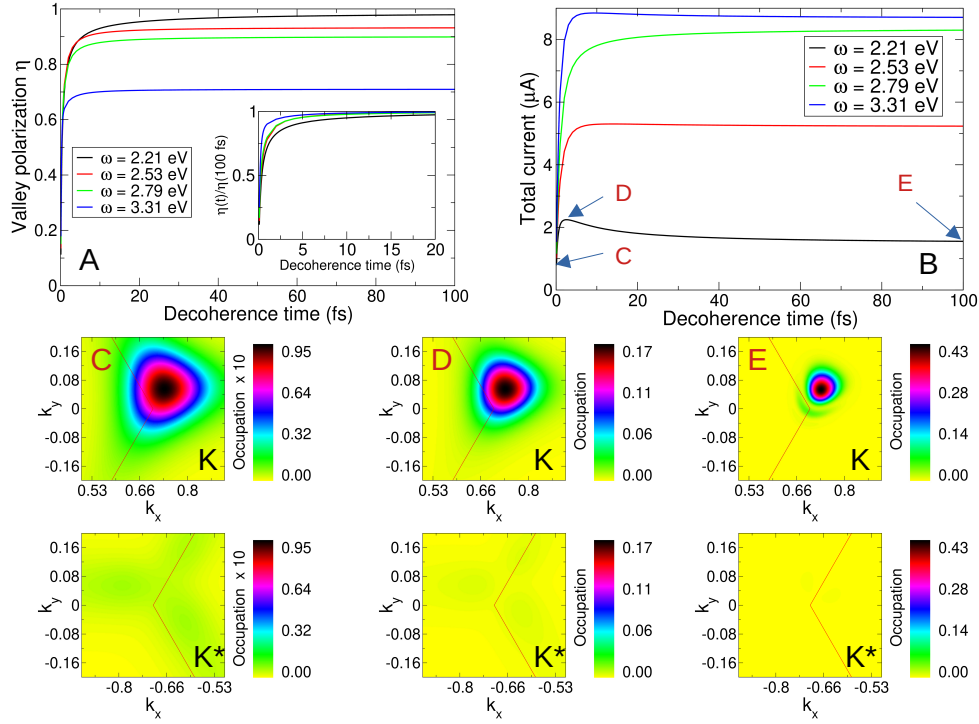 1
0.8
0.6
0.4
0.2
0
Valley polarization η
ω = 2.21 eV
ω = 2.53 eV
ω = 2.79 eV
ω = 3.31 eV
A
0
20
40
60
80
100
Decoherence time (fs)
1
0.5
0
η(t)/η(100 fs)
0
5
10
15
20
Decoherence time (fs)
8
6
4
2
0
Total current (μA)
ω = 2.21 eV
ω = 2.53 eV
ω = 2.79 eV
ω = 3.31 eV
D
E
C
B
0
20
40
60
80
100
Decoherence time (fs)
C
K
0.16
0.08
0
-0.08
-0.16
k_y
0.53 0.66 0.8
k_x
Occupation x 10
0.95
0.64
0.32
0.00
D
K
0.16
0.08
0
-0.08
-0.16
k_y
0.53 0.66 0.8
k_x
Occupation
0.17
0.11
0.06
0.00
E
K
0.16
0.08
0
-0.08
-0.16
k_y
0.53 0.66 0.8
k_x
Occupation
0.43
0.28
0.14
0.00
K*
0.16
0.08
0
-0.08
-0.16
k_y
-0.8 -0.66 -0.53
k_x
Occupation x 10
0.95
0.64
0.32
0.00
K*
0.16
0.08
0
-0.08
-0.16
k_y
-0.8 -0.66 -0.53
k_x
Occupation
0.17
0.11
0.06
0.00
K*
0.16
0.08
0
-0.08
-0.16
k_y
-0.8 -0.66 -0.53
k_x
Occupation
0.43
0.28
0.14
0.00